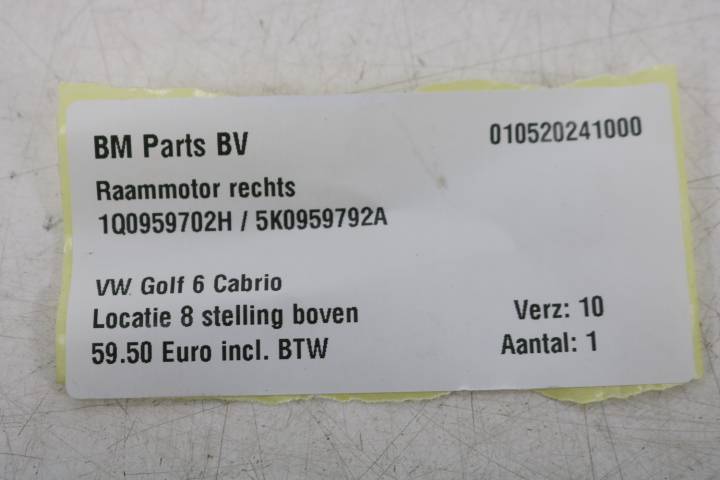 BM Parts BV
010520241000
Raammotor rechts
1Q0959702H / 5K0959792A
VW Golf 6 Cabrio
Locatie 8 stelling boven
Verz: 10
59.50 Euro incl. BTW
Aantal: 1